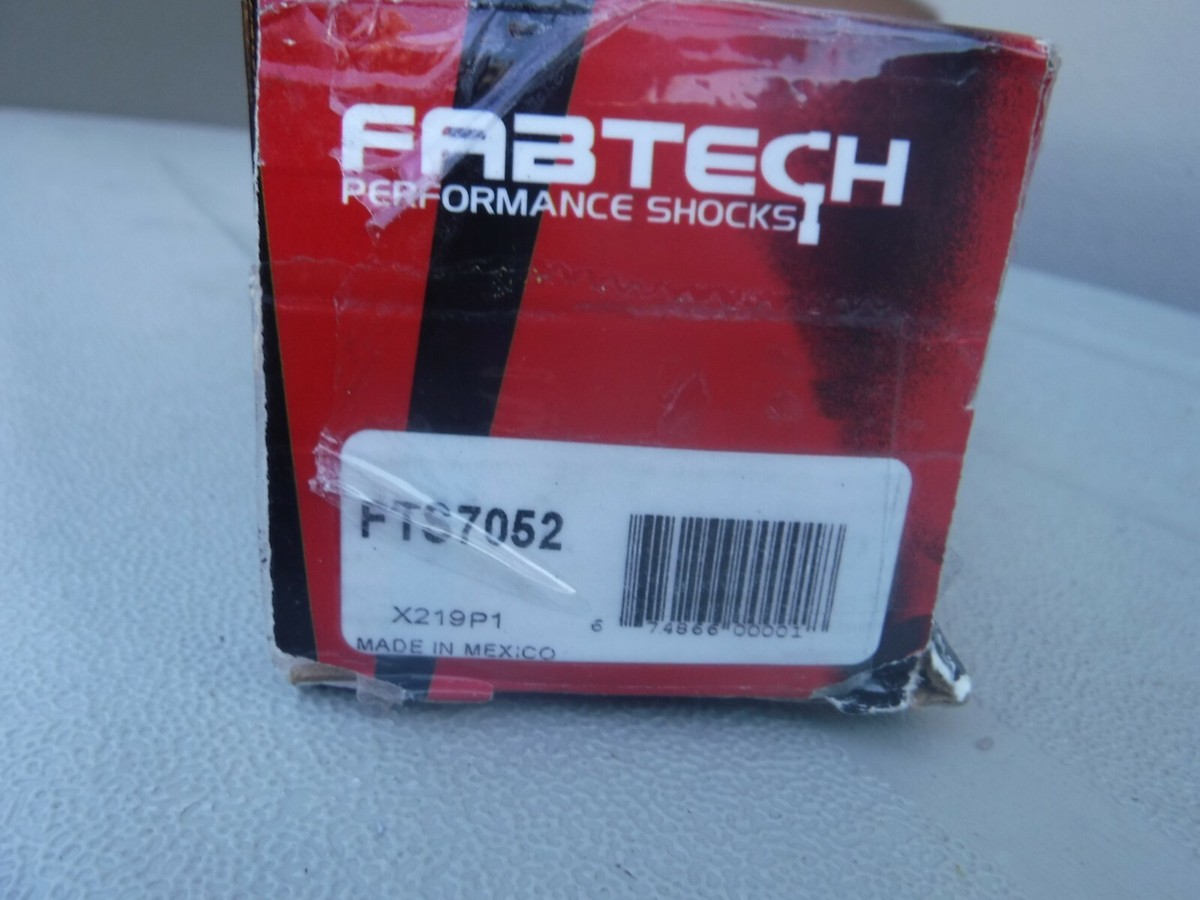 FABTECH
PERFORMANCE SHOCKS
FTS7052
X219P1
6 74866 00001
MADE IN MEXICO